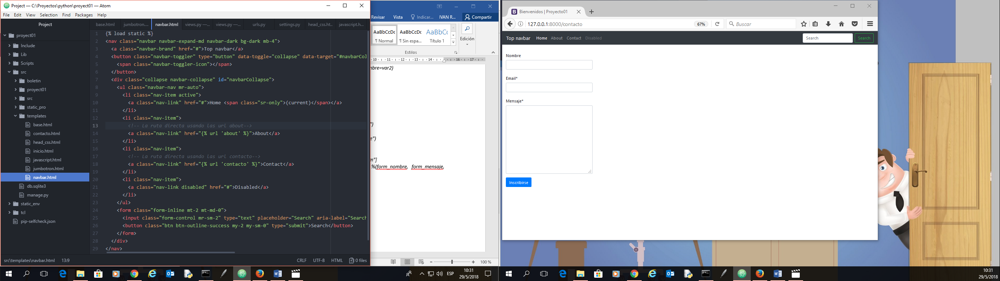 Project — C:\Proyectos\python\proyect01 — Atom
File Edit View Selection Find Packages Help
Project
proyect01
Include
Lib
Scripts
src
boletin
proyect01
src
static_pro
templates
base.html
contacto.html
head_css.html
inicio.html
javascript.html
jumbotron.html
navbar.html
db.sqlite3
manage.py
static_env
tcl
pip-selfcheck.json
base.html jumbotron.... navbar.html views.py —... views.py —... urls.py settings.py head_css.ht.. javascript.h...
1 {% load static %}
2 <nav class="navbar navbar-expand-md navbar-dark bg-dark mb-4">
3 <a class="navbar-brand" href="#">Top navbar</a>
4 <button class="navbar-toggler" type="button" data-toggle="collapse" data-target="#navbarCol
5 <span class="navbar-toggler-icon"></span>
6 </button>
7 <div class="collapse navbar-collapse" id="navbarCollapse">
8 <ul class="navbar-nav mr-auto">
9 <li class="nav-item active">
10 <a class="nav-link" href="#">Home <span class="sr-only">(current)</span></a>
11 </li>
12 <li class="nav-item">
13 <!-- La ruta directa usando las url about-->
14 <a class="nav-link" href="{% url 'about' %}">About</a>
15 </li>
16 <li class="nav-item">
17 <!-- La ruta directa usando las url contacto-->
18 <a class="nav-link" href="{% url 'contacto' %}">Contact</a>
19 </li>
20 <li class="nav-item">
21 <a class="nav-link disabled" href="#">Disabled</a>
22 </li>
23 </ul>
24 <form class="form-inline mt-2 mt-md-0">
25 <input class="form-control mr-sm-2" type="text" placeholder="Search" aria-label="Search
26 <button class="btn btn-outline-success my-2 my-sm-0" type="submit">Search</button>
27 </form>
28 </div>
29 </nav>
src\templates\navbar.html 13:9 CRLF UTF-8 HTML 0 files
Revisar Vista Indicar... IVAN R... Compartir
AaBbCcDc AaBbCcDc AaBbCc
¶ Normal ¶ Sin espa... Título 1
Edición
Estilos
10 11 12 13 14 16 17
nbre=var2)
")
e")
m"]
%(form_nombre, form_mensaje,
100 %
ESP
10:31
29/5/2018
Bienvenidos | Proyecto01
127.0.0.1:8000/contacto 67% Buscar
Top navbar Home About Contact Disabled Search Search
Nombre
Email*
Mensaje*
Inscribirse
10:31
29/5/2018